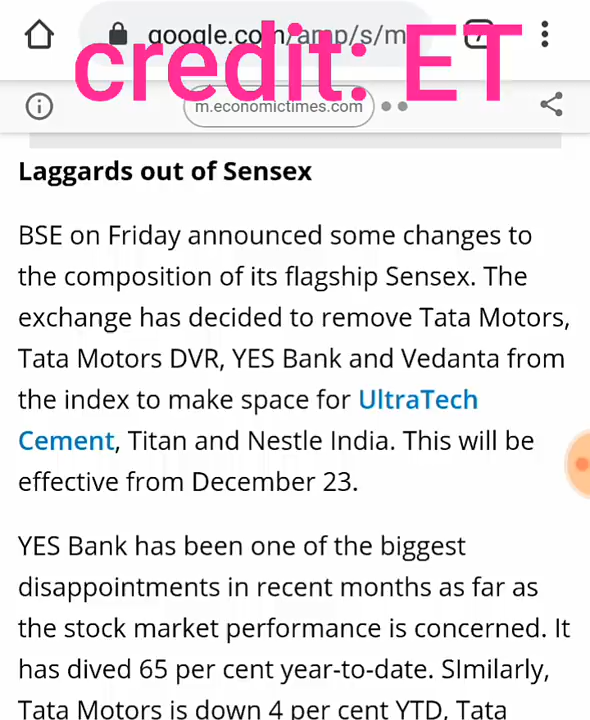 google.com/amp/s/m
credit: ET
m.economictimes.com
Laggards out of Sensex
BSE on Friday announced some changes to
the composition of its flagship Sensex. The
exchange has decided to remove Tata Motors,
Tata Motors DVR, YES Bank and Vedanta from
the index to make space for UltraTech
Cement, Titan and Nestle India. This will be
effective from December 23.
YES Bank has been one of the biggest
disappointments in recent months as far as
the stock market performance is concerned. It
has dived 65 per cent year-to-date. SImilarly,
Tata Motors is down 4 per cent YTD, Tata